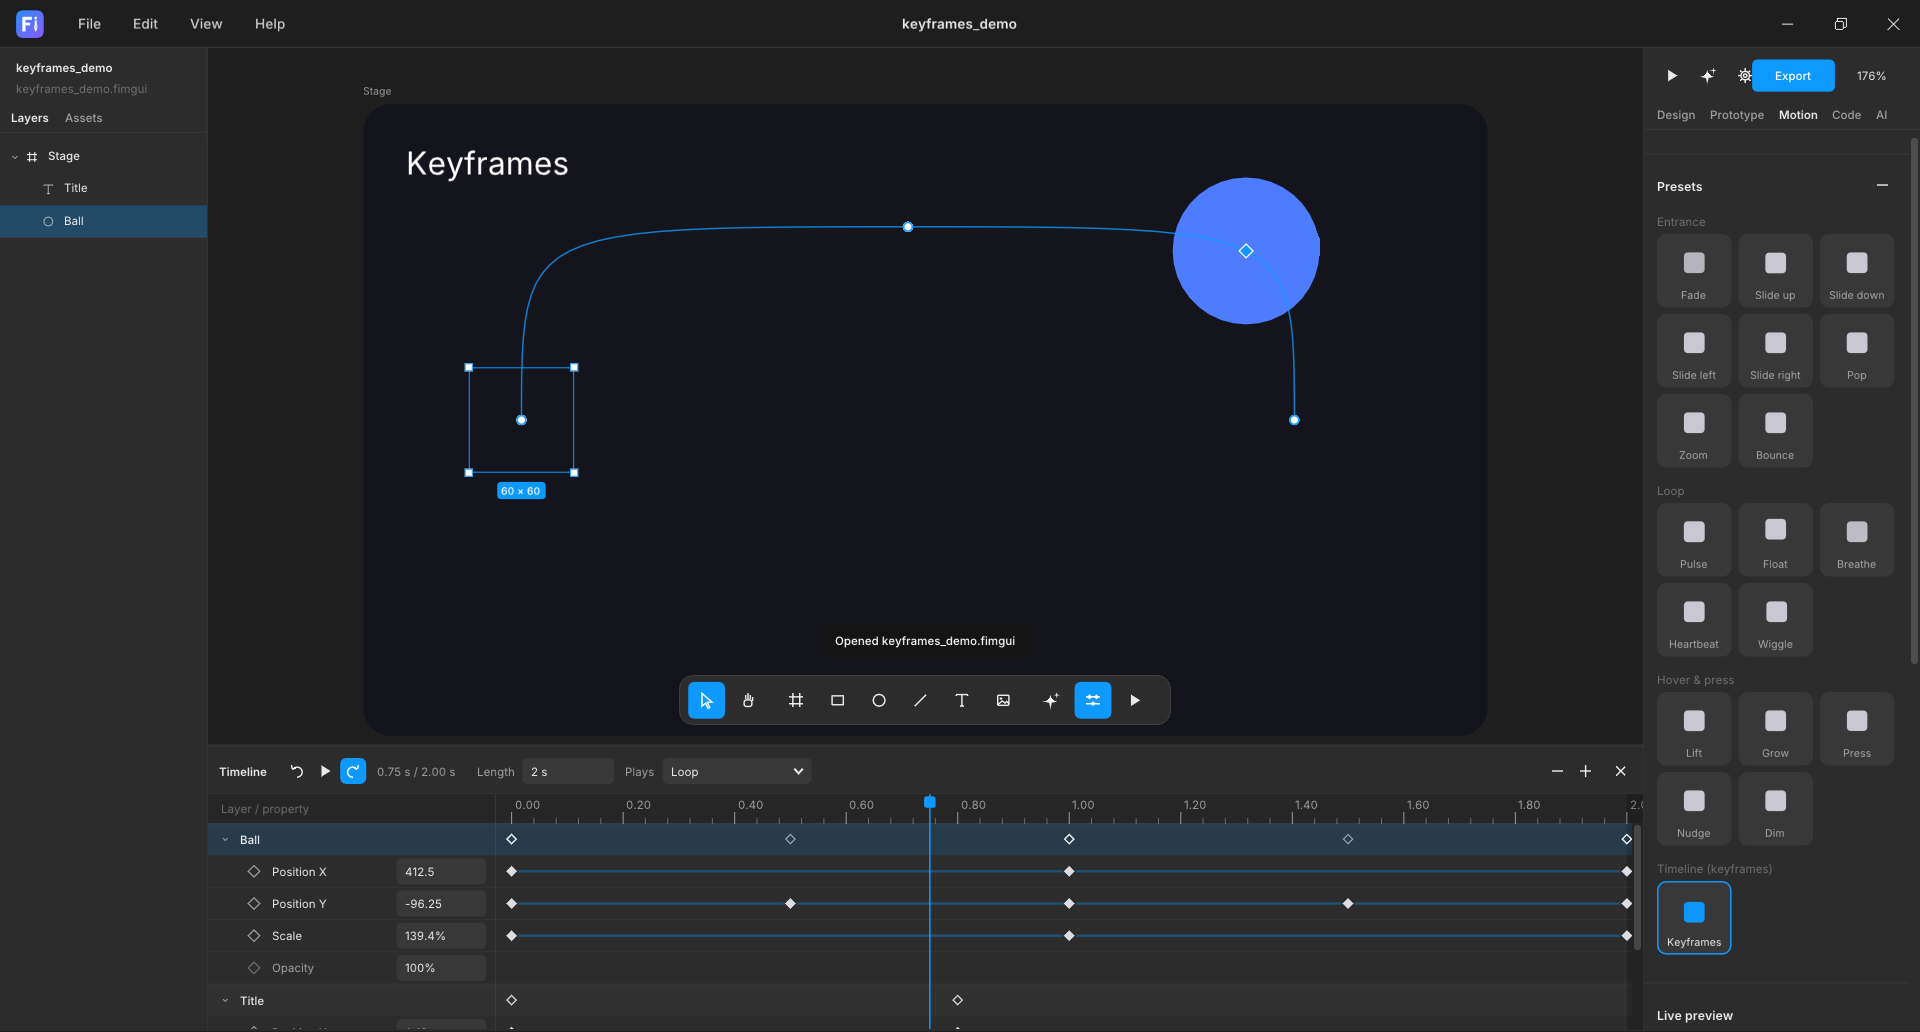 Fi
File
Edit
View
Help
keyframes_demo
keyframes_demo
keyframes_demo.fimgui
Layers
Assets
Stage
Title
Ball
Stage
Keyframes
60 × 60
Opened keyframes_demo.fimgui
Export
176%
Design
Prototype
Motion
Code
AI
Presets
Entrance
Fade
Slide up
Slide down
Slide left
Slide right
Pop
Zoom
Bounce
Loop
Pulse
Float
Breathe
Heartbeat
Wiggle
Hover & press
Lift
Grow
Press
Nudge
Dim
Timeline (keyframes)
Keyframes
Live preview
Timeline
0.75 s / 2.00 s
Length
2 s
Plays
Loop
Layer / property
0.00
0.20
0.40
0.60
0.80
1.00
1.20
1.40
1.60
1.80
Ball
Position X
412.5
Position Y
-96.25
Scale
139.4%
Opacity
100%
Title